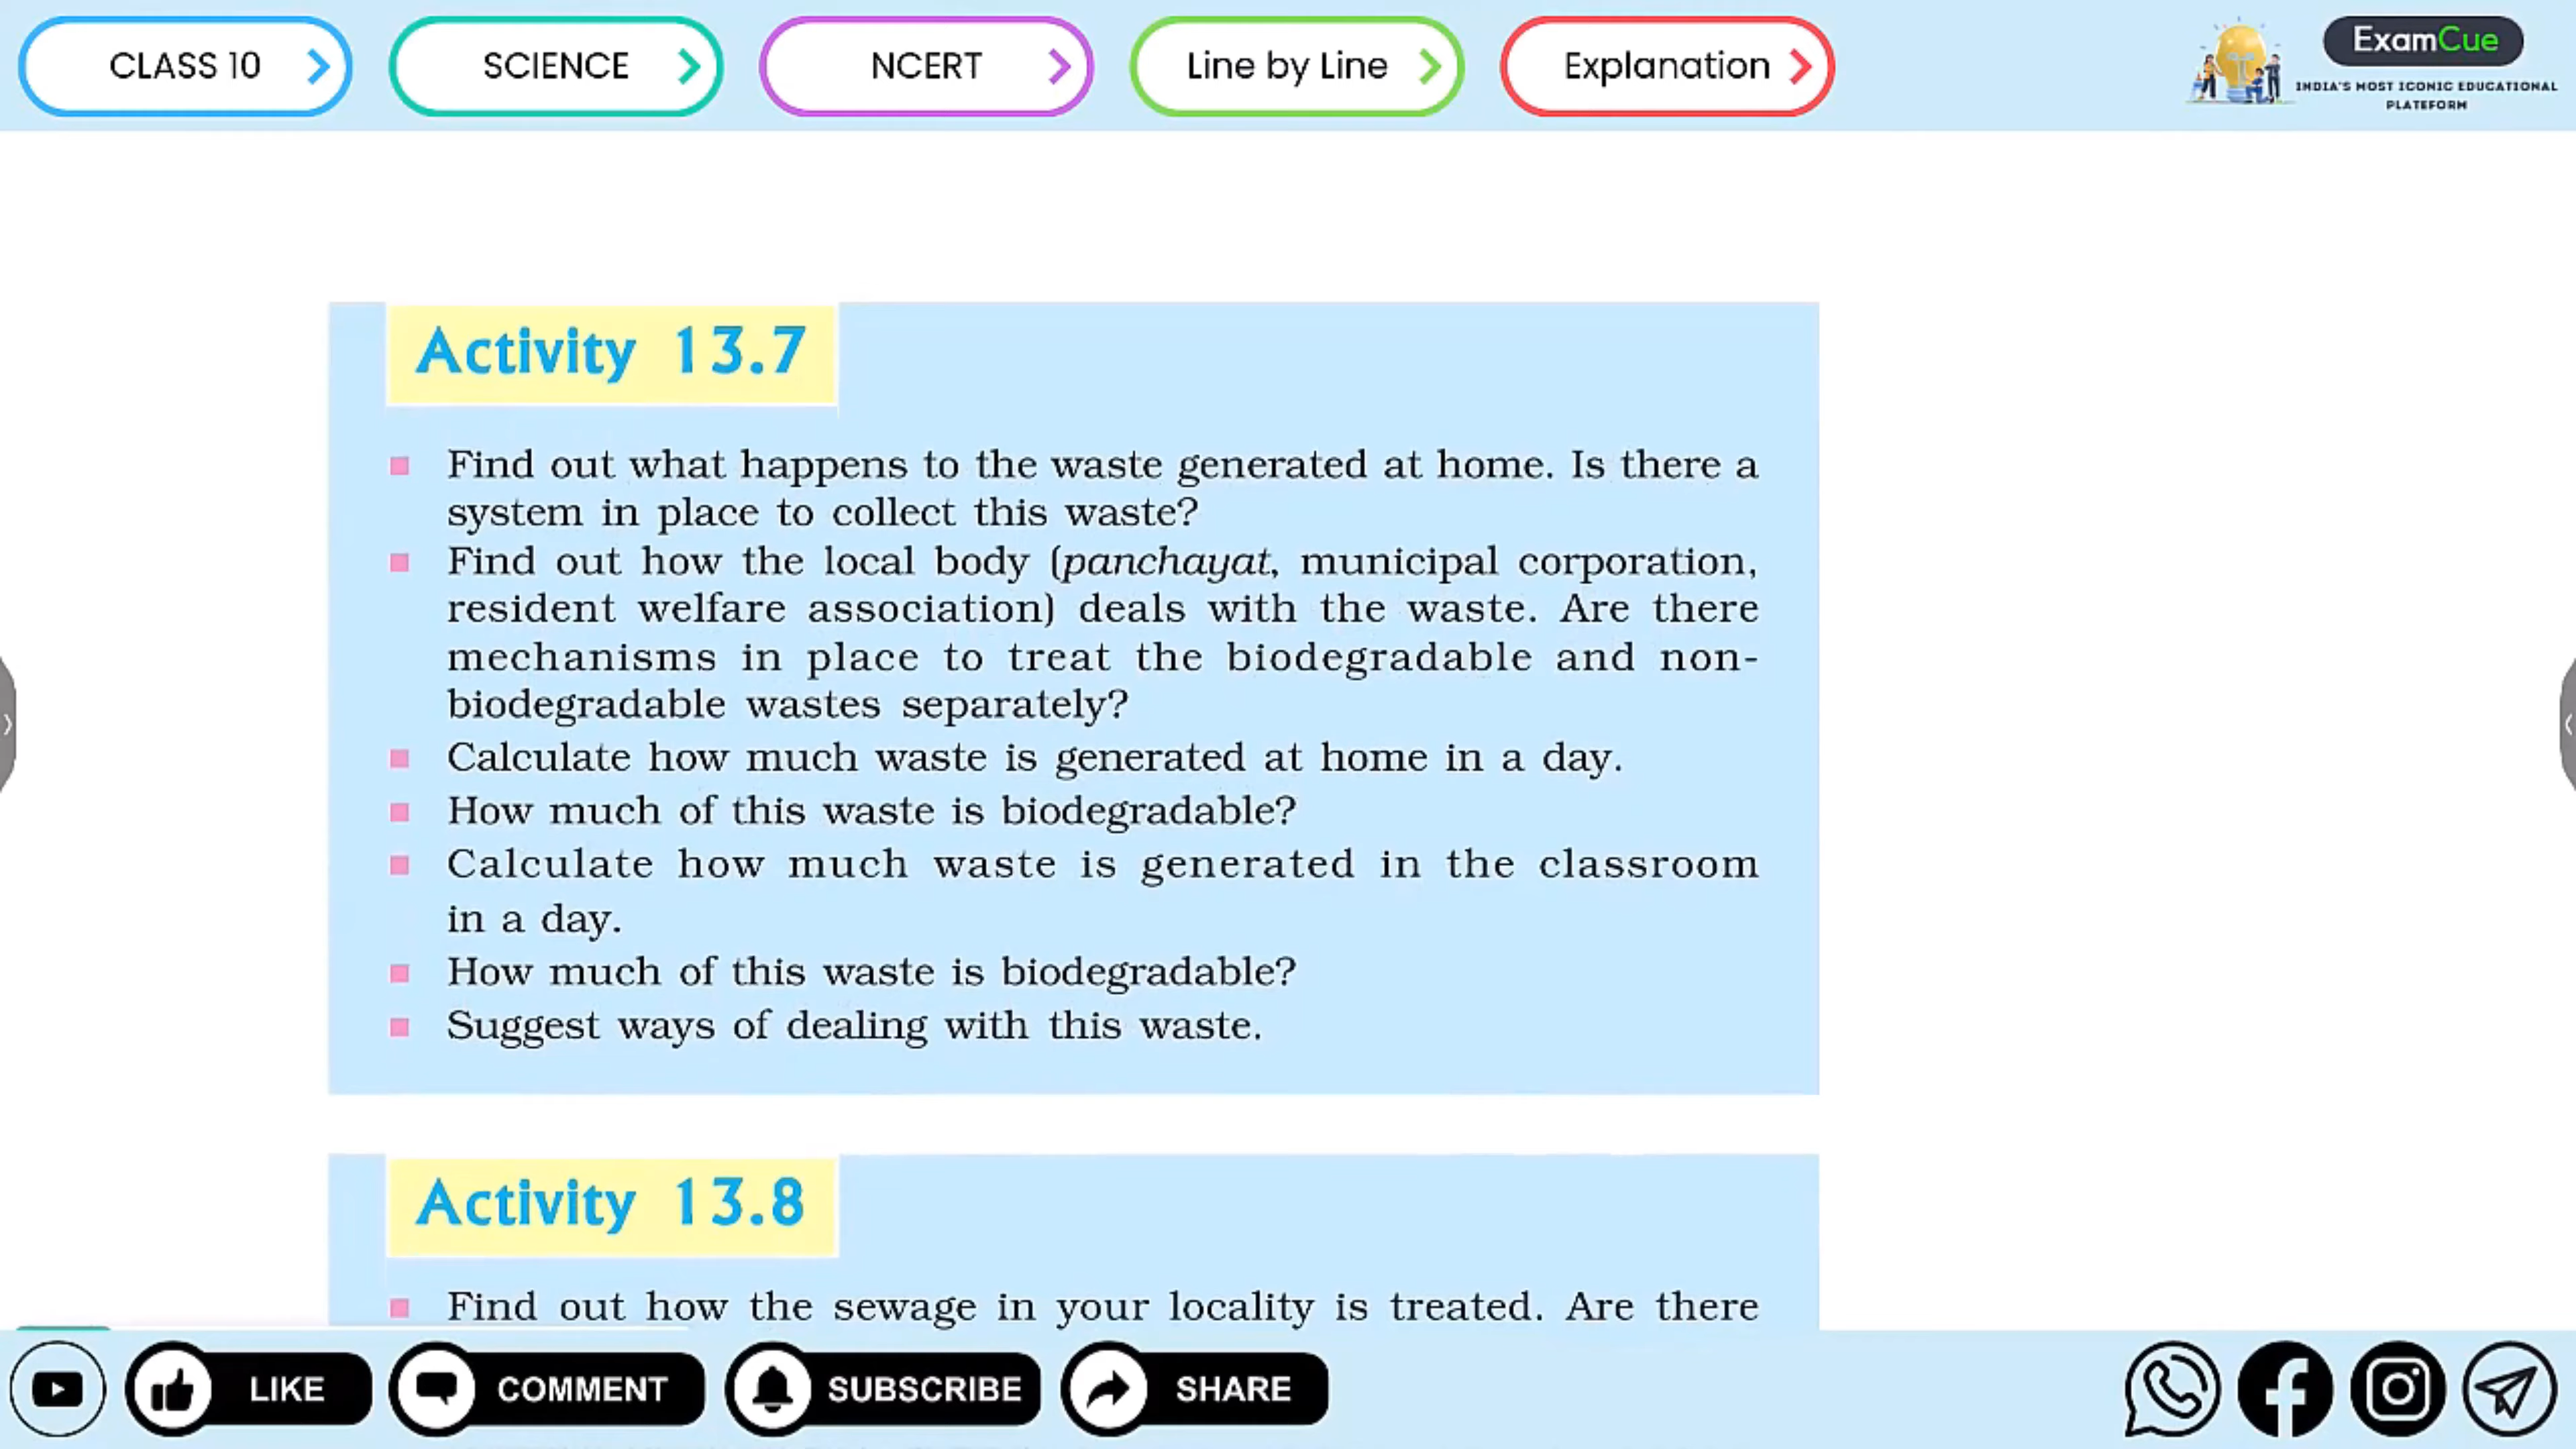 CLASS 10
SCIENCE
NCERT
Line by Line
Explanation
ExamCue
INDIA'S MOST ICONIC EDUCATIONAL
PLATEFORM
Activity 13.7
Find out what happens to the waste generated at home. Is there a
system in place to collect this waste?
Find out how the local body (panchayat, municipal corporation,
resident welfare association) deals with the waste. Are there
mechanisms in place to treat the biodegradable and non-
biodegradable wastes separately?
Calculate how much waste is generated at home in a day.
How much of this waste is biodegradable?
Calculate how much waste is generated in the classroom
in a day.
How much of this waste is biodegradable?
Suggest ways of dealing with this waste.
Activity 13.8
Find out how the sewage in your locality is treated. Are there
LIKE
COMMENT
SUBSCRIBE
SHARE